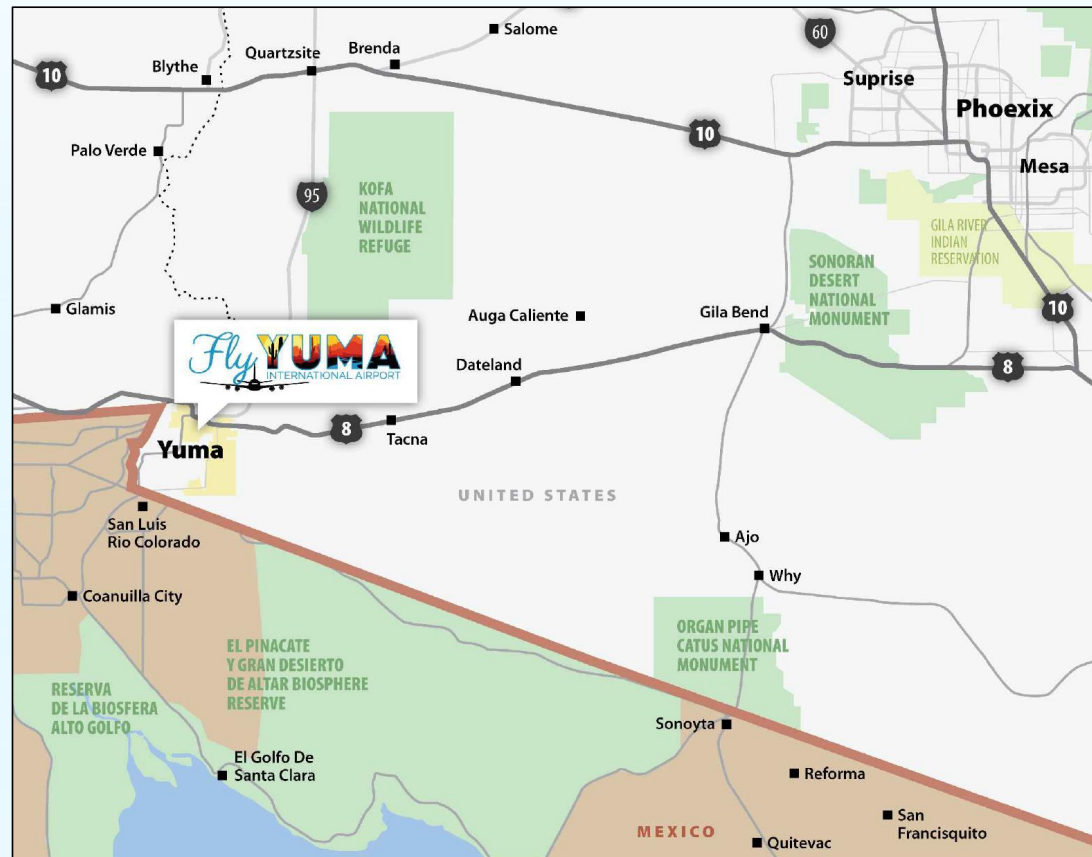 Salome
60
Brenda
Quartzsite
Blythe
10
Suprise
Phoexix
10
Mesa
Palo Verde
95
KOFA
NATIONAL
WILDLIFE
REFUGE
GILA RIVER
INDIAN
RESERVATION
SONORAN
DESERT
NATIONAL
MONUMENT
Glamis
Auga Caliente
Gila Bend
10
Fly YUMA
INTERNATIONAL AIRPORT
Dateland
8
8
Tacna
Yuma
UNITED STATES
San Luis
Rio Colorado
Ajo
Why
Coanuilla City
ORGAN PIPE
CATUS NATIONAL
MONUMENT
EL PINACATE
Y GRAN DESIERTO
DE ALTAR BIOSPHERE
RESERVE
RESERVA
DE LA BIOSFERA
ALTO GOLFO
Sonoyta
El Golfo De
Santa Clara
Reforma
San
Francisquito
MEXICO
Quitevac